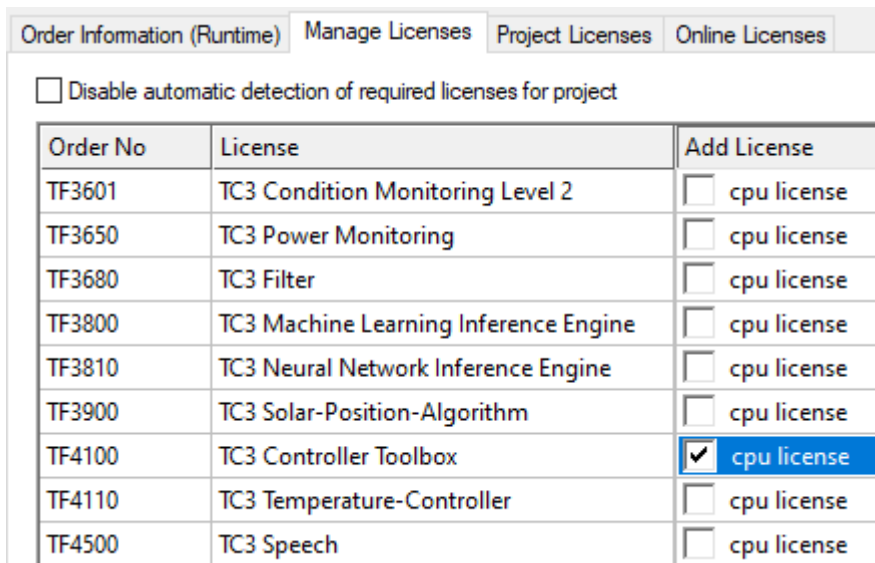 Order Information (Runtime) Manage Licenses Project Licenses Online Licenses
Disable automatic detection of required licenses for project
Order No License Add License
TF3601 TC3 Condition Monitoring Level 2 cpu license
TF3650 TC3 Power Monitoring cpu license
TF3680 TC3 Filter cpu license
TF3800 TC3 Machine Learning Inference Engine cpu license
TF3810 TC3 Neural Network Inference Engine cpu license
TF3900 TC3 Solar-Position-Algorithm cpu license
TF4100 TC3 Controller Toolbox cpu license
TF4110 TC3 Temperature-Controller cpu license
TF4500 TC3 Speech cpu license